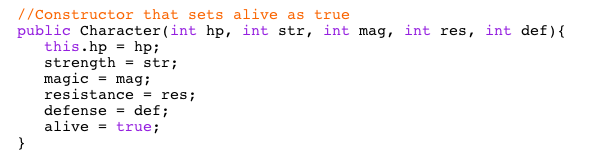 //Constructor that sets alive as true
public Character(int hp, int str, int mag, int res, int def){
   this.hp = hp;
   strength = str;
   magic = mag;
   resistance = res;
   defense = def;
   alive = true;
}